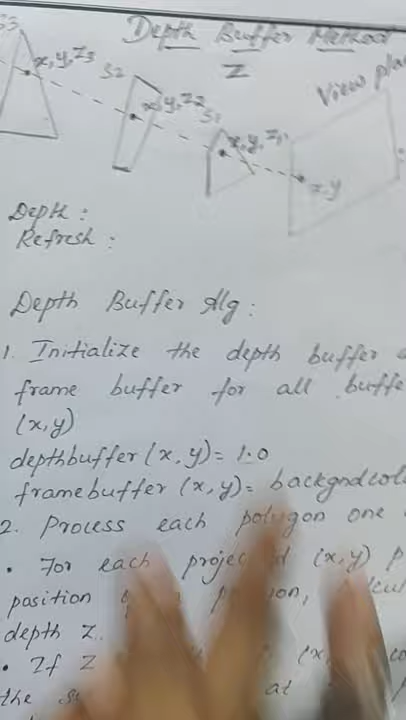 Depth Buffer Method
Z
S3
x,y,z3
S2
x,y,z2
S1
x,y,z1
View plan
x,y
Depth :
Refresh :
Depth Buffer Alg :
1. Initialize the depth buffer
frame buffer for all buffe
(x,y)
depthbuffer (x,y) = 1.0
framebuffer (x,y) = backgndcol
2. Process each polygon one
• For each projec (x,y) p
position
depth z.
• If z
the at